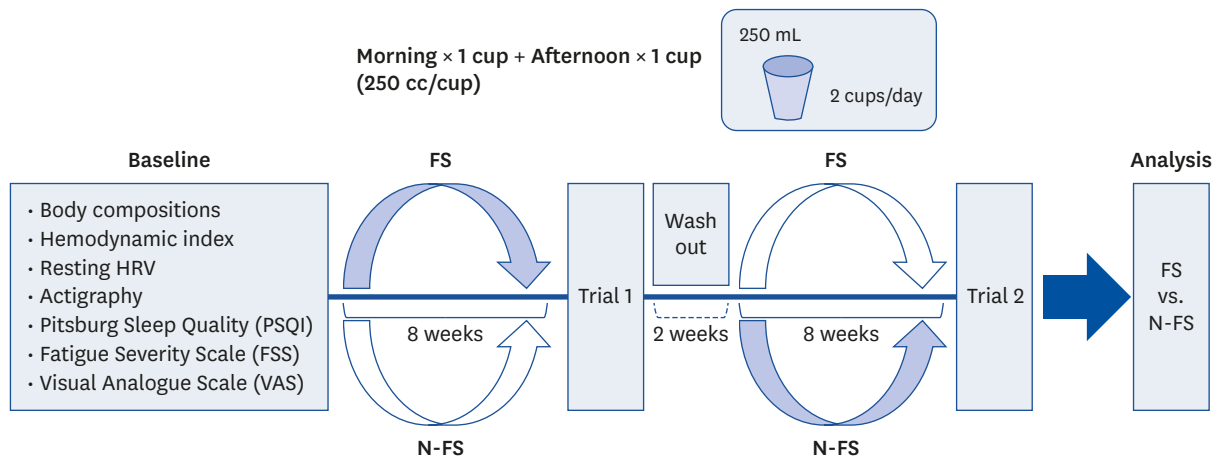 Morning × 1 cup + Afternoon × 1 cup
(250 cc/cup)
250 mL
2 cups/day
Baseline
· Body compositions
· Hemodynamic index
· Resting HRV
· Actigraphy
· Pitsburg Sleep Quality (PSQI)
· Fatigue Severity Scale (FSS)
· Visual Analogue Scale (VAS)
FS
8 weeks
N-FS
Trial 1
Wash
out
2 weeks
FS
8 weeks
N-FS
Trial 2
Analysis
FS
vs.
N-FS